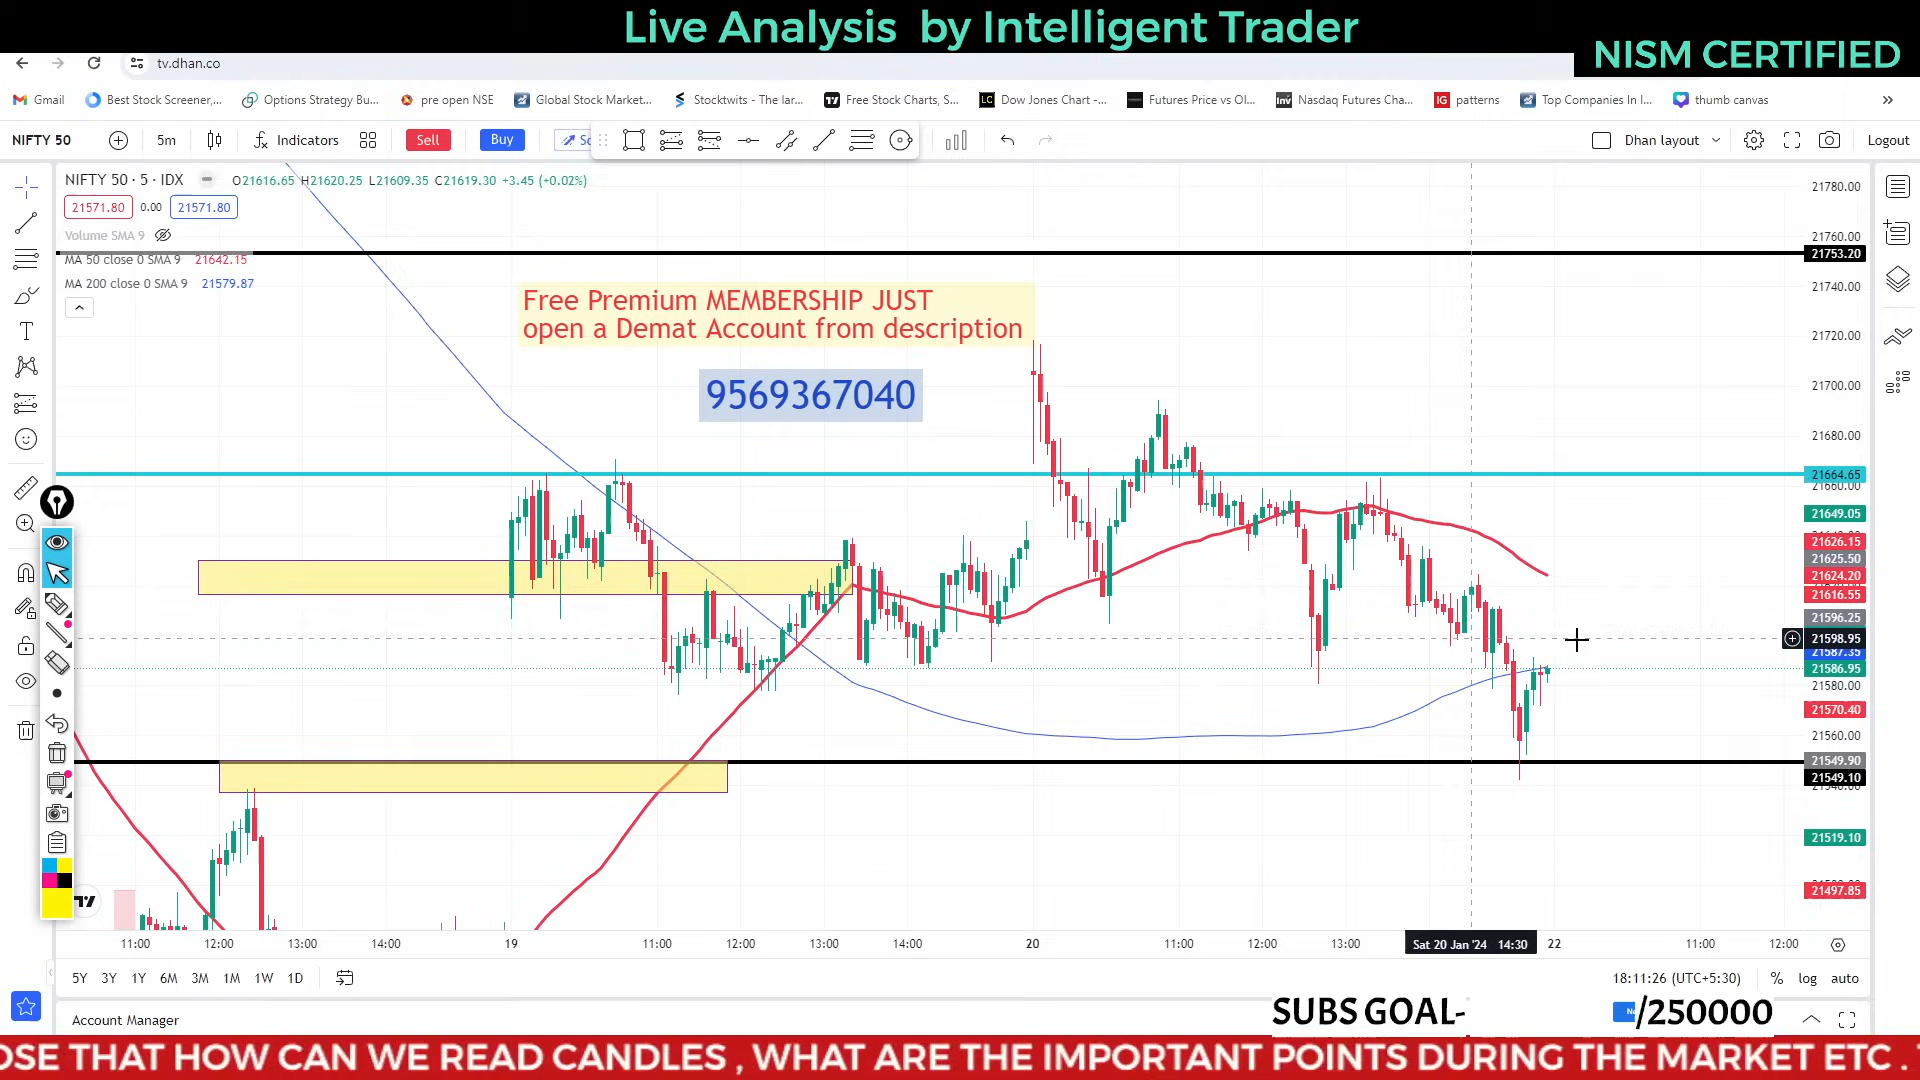 Live Analysis by Intelligent Trader
NISM CERTIFIED
tv.dhan.co
Gmail
Best Stock Screener,...
Options Strategy Bu...
pre open NSE
Global Stock Market...
Stocktwits - The lar...
Free Stock Charts, S...
Dow Jones Chart -...
Futures Price vs OI...
Nasdaq Futures Cha...
patterns
Top Companies In I...
thumb canvas
NIFTY 50
5m
Indicators
Sell
Buy
Dhan layout
Logout
NIFTY 50 · 5 · IDX
O21616.65 H21620.25 L21609.35 C21619.30 +3.45 (+0.02%)
21571.80 0.00 21571.80
Volume SMA 9
MA 50 close 0 SMA 9 21642.15
MA 200 close 0 SMA 9 21579.87
Free Premium MEMBERSHIP JUST
open a Demat Account from description
9569367040
21780.00
21760.00
21753.20
21740.00
21720.00
21700.00
21680.00
21664.65
21660.00
21649.05
21626.15
21625.50
21624.20
21616.55
21596.25
21598.95
21587.35
21586.95
21580.00
21570.40
21560.00
21549.90
21549.10
21540.00
21519.10
21497.85
11:00 12:00 13:00 14:00 19 11:00 12:00 13:00 14:00 20 11:00 12:00 13:00 Sat 20 Jan '24 14:30 22 11:00 12:00
5Y 3Y 1Y 6M 3M 1M 1W 1D
18:11:26 (UTC+5:30) % log auto
Account Manager
SUBS GOAL-
/250000
OSE THAT HOW CAN WE READ CANDLES , WHAT ARE THE IMPORTANT POINTS DURING THE MARKET ETC .